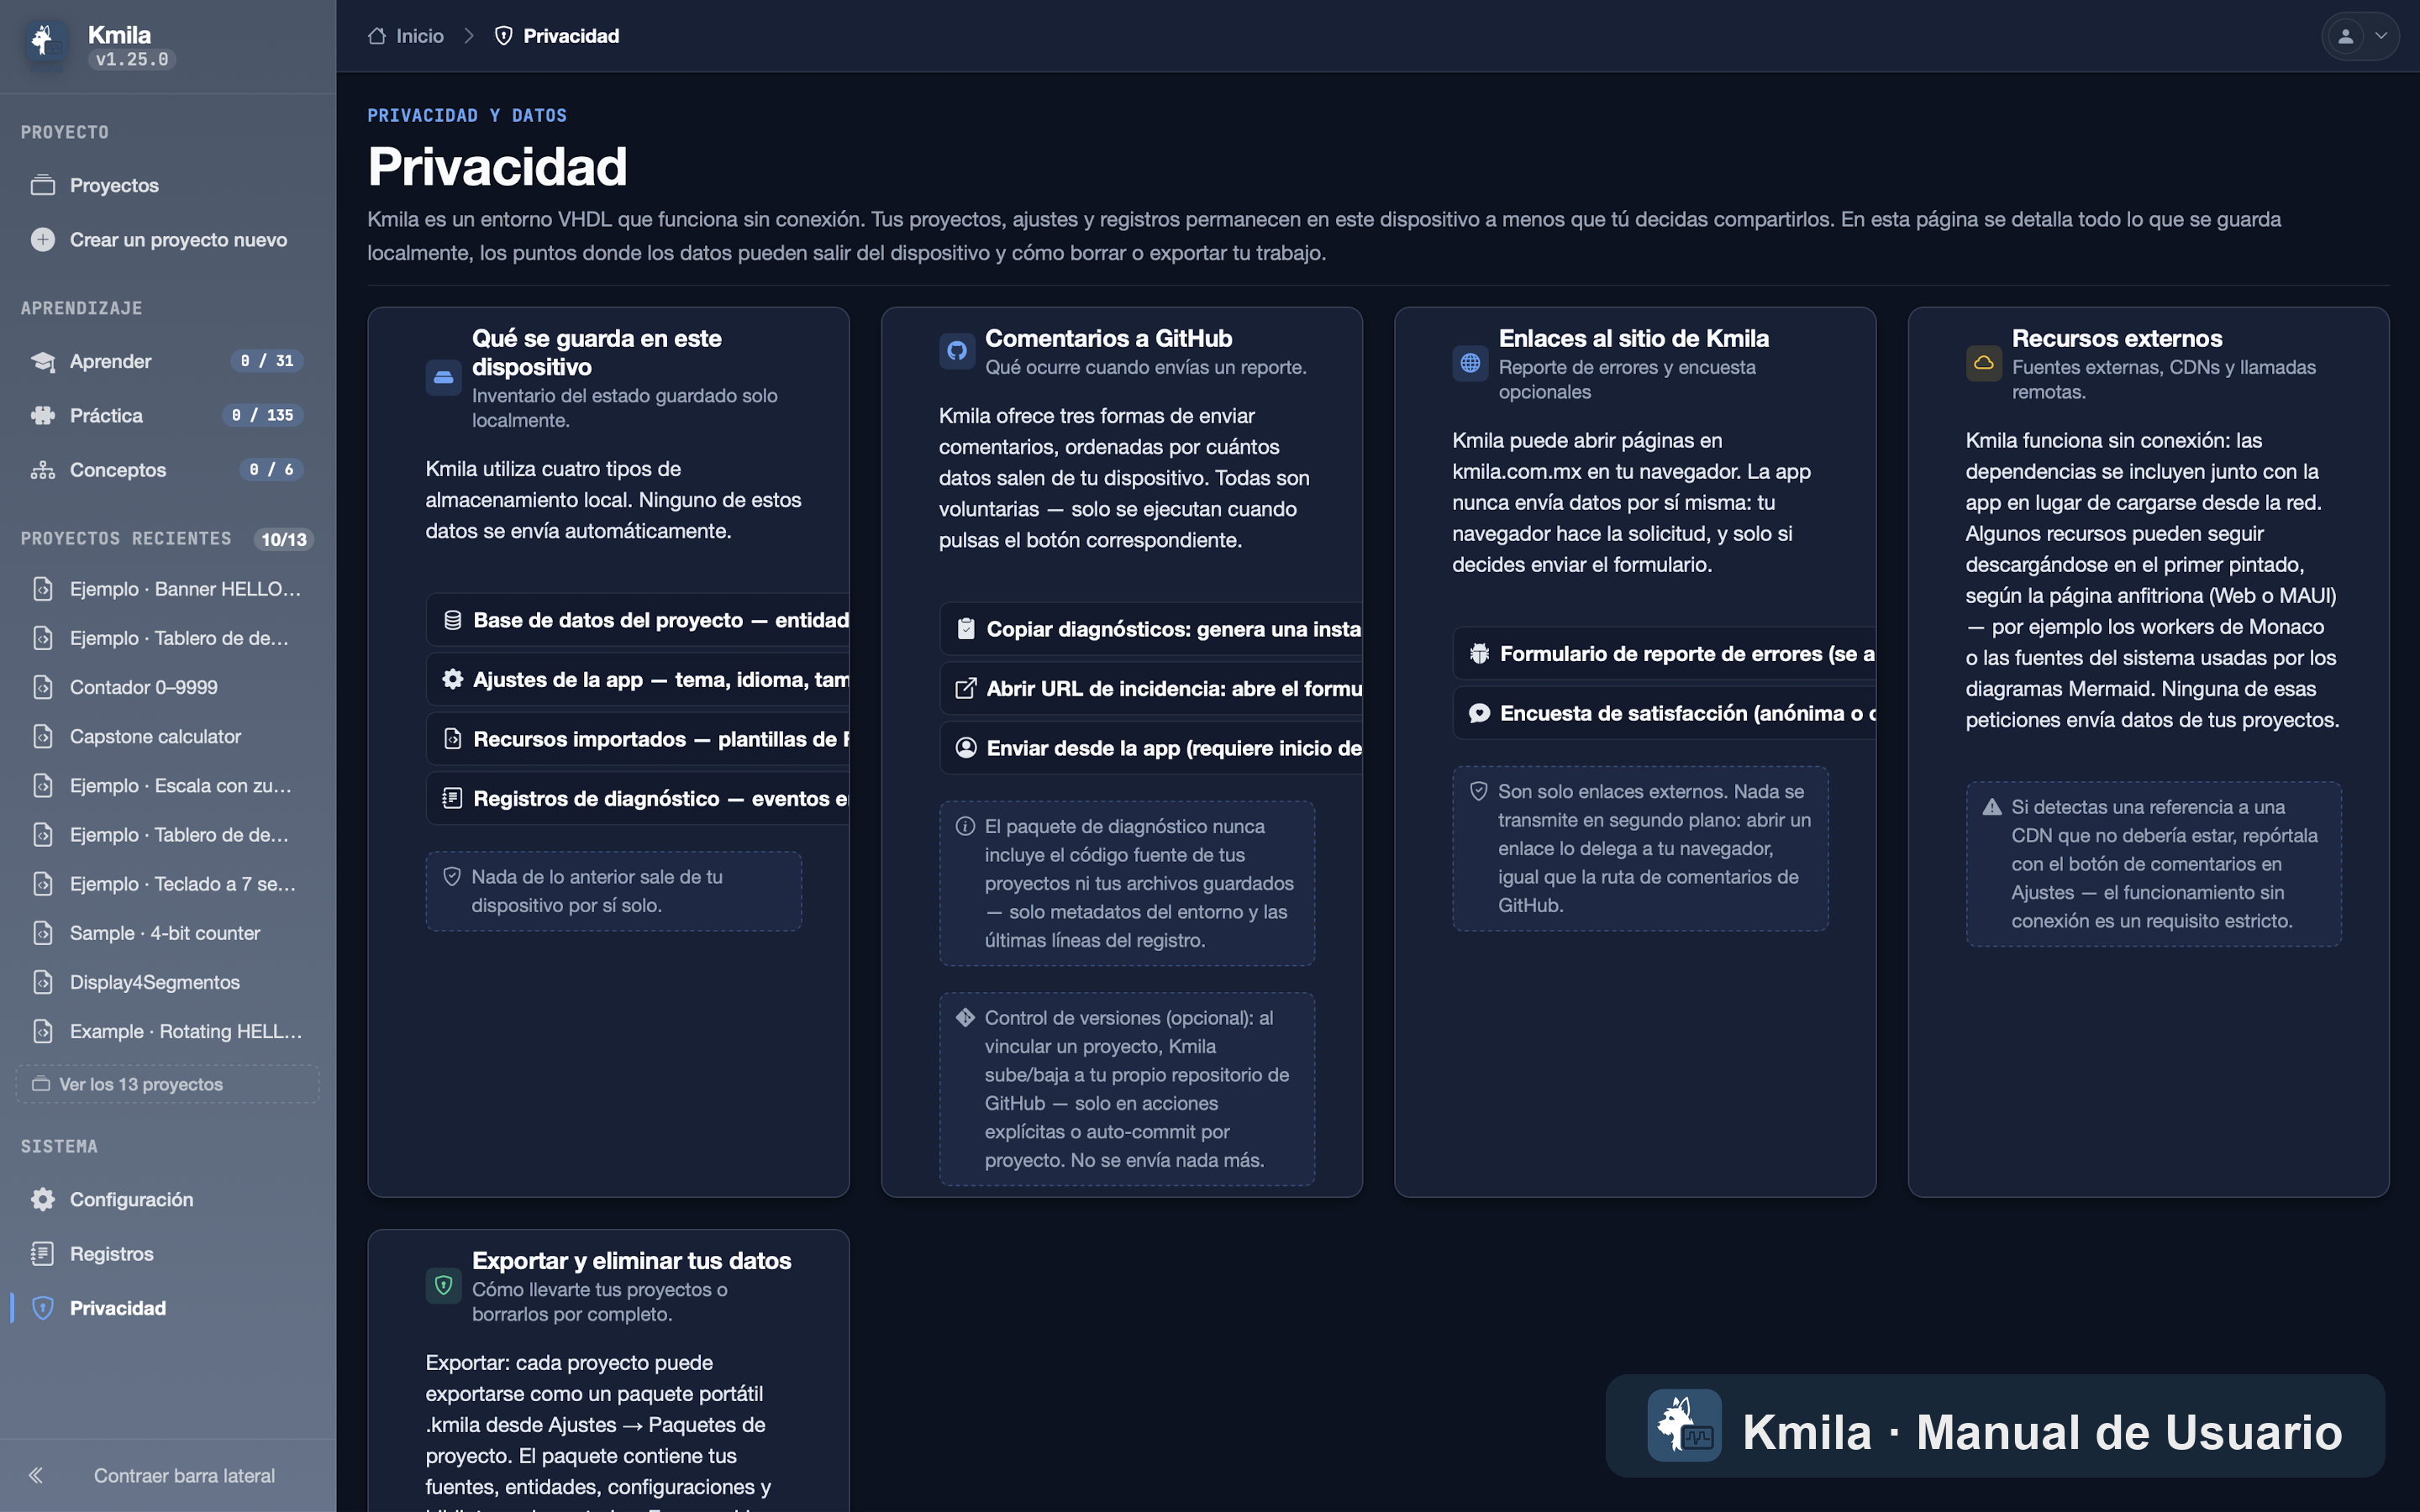 Kmila
v1.25.0
PROYECTO
Proyectos
Crear un proyecto nuevo
APRENDIZAJE
Aprender 0 / 31
Práctica 0 / 135
Conceptos 0 / 6
PROYECTOS RECIENTES 10/13
Ejemplo · Banner HELLO...
Ejemplo · Tablero de de...
Contador 0–9999
Capstone calculator
Ejemplo · Escala con zu...
Ejemplo · Tablero de de...
Ejemplo · Teclado a 7 se...
Sample · 4-bit counter
Display4Segmentos
Example · Rotating HELL...
Ver los 13 proyectos
SISTEMA
Configuración
Registros
Privacidad
Contraer barra lateral
Inicio > Privacidad
PRIVACIDAD Y DATOS
Privacidad
Kmila es un entorno VHDL que funciona sin conexión. Tus proyectos, ajustes y registros permanecen en este dispositivo a menos que tú decidas compartirlos. En esta página se detalla todo lo que se guarda
localmente, los puntos donde los datos pueden salir del dispositivo y cómo borrar o exportar tu trabajo.
Qué se guarda en este
dispositivo
Inventario del estado guardado solo
localmente.
Kmila utiliza cuatro tipos de
almacenamiento local. Ninguno de estos
datos se envía automáticamente.
Base de datos del proyecto — entidad
Ajustes de la app — tema, idioma, tam
Recursos importados — plantillas de
Registros de diagnóstico — eventos
Nada de lo anterior sale de tu
dispositivo por sí solo.
Comentarios a GitHub
Qué ocurre cuando envías un reporte.
Kmila ofrece tres formas de enviar
comentarios, ordenadas por cuántos
datos salen de tu dispositivo. Todas son
voluntarias — solo se ejecutan cuando
pulsas el botón correspondiente.
Copiar diagnósticos: genera una insta
Abrir URL de incidencia: abre el formu
Enviar desde la app (requiere inicio de
El paquete de diagnóstico nunca
incluye el código fuente de tus
proyectos ni tus archivos guardados
— solo metadatos del entorno y las
últimas líneas del registro.
Control de versiones (opcional): al
vincular un proyecto, Kmila
sube/baja a tu propio repositorio de
GitHub — solo en acciones
explícitas o auto-commit por
proyecto. No se envía nada más.
Enlaces al sitio de Kmila
Reporte de errores y encuesta
opcionales
Kmila puede abrir páginas en
kmila.com.mx en tu navegador. La app
nunca envía datos por sí misma: tu
navegador hace la solicitud, y solo si
decides enviar el formulario.
Formulario de reporte de errores (se a
Encuesta de satisfacción (anónima o
Son solo enlaces externos. Nada se
transmite en segundo plano: abrir un
enlace lo delega a tu navegador,
igual que la ruta de comentarios de
GitHub.
Recursos externos
Fuentes externas, CDNs y llamadas
remotas.
Kmila funciona sin conexión: las
dependencias se incluyen junto con la
app en lugar de cargarse desde la red.
Algunos recursos pueden seguir
descargándose en el primer pintado,
según la página anfitriona (Web o MAUI)
— por ejemplo los workers de Monaco
o las fuentes del sistema usadas por los
diagramas Mermaid. Ninguna de esas
peticiones envía datos de tus proyectos.
Si detectas una referencia a una
CDN que no debería estar, repórtala
con el botón de comentarios en
Ajustes — el funcionamiento sin
conexión es un requisito estricto.
Exportar y eliminar tus datos
Cómo llevarte tus proyectos o
borrarlos por completo.
Exportar: cada proyecto puede
exportarse como un paquete portátil
.kmila desde Ajustes → Paquetes de
proyecto. El paquete contiene tus
fuentes, entidades, configuraciones y
Kmila · Manual de Usuario